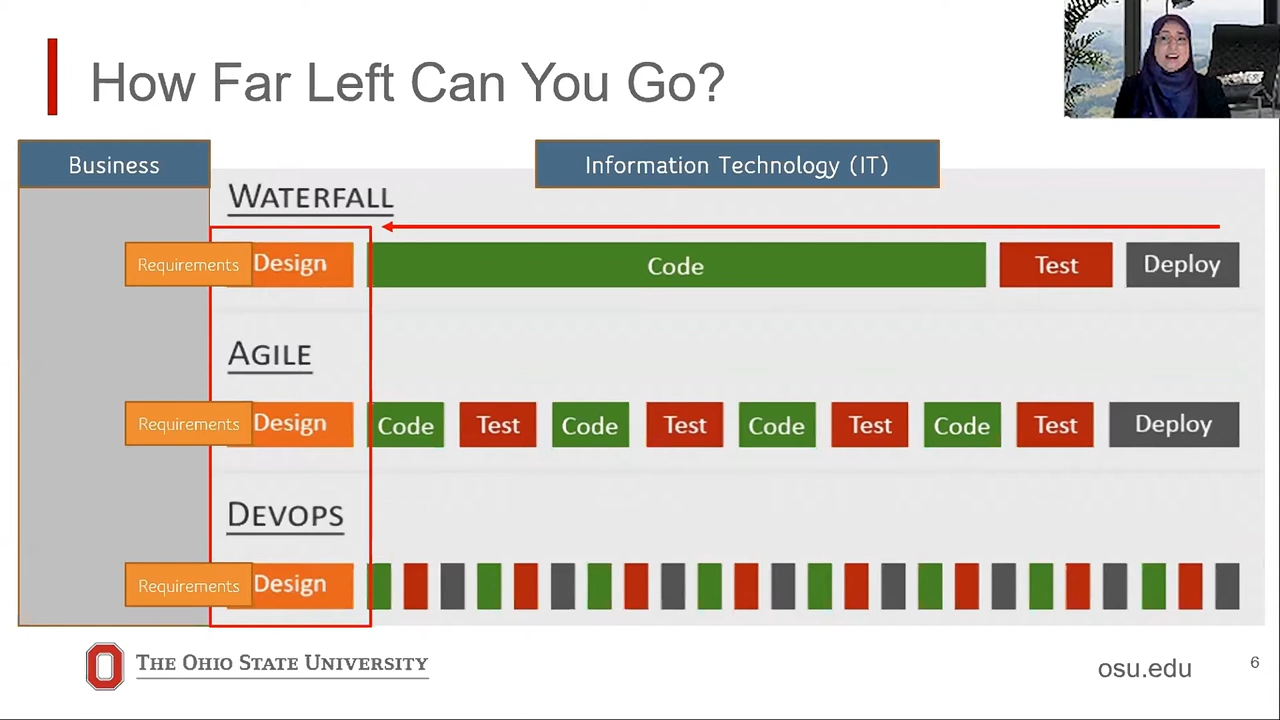 How Far Left Can You Go?
Business
Information Technology (IT)
WATERFALL
Requirements Design Code Test Deploy
AGILE
Requirements Design Code Test Code Test Code Test Code Test Deploy
DEVOPS
Requirements Design
THE OHIO STATE UNIVERSITY
osu.edu
6